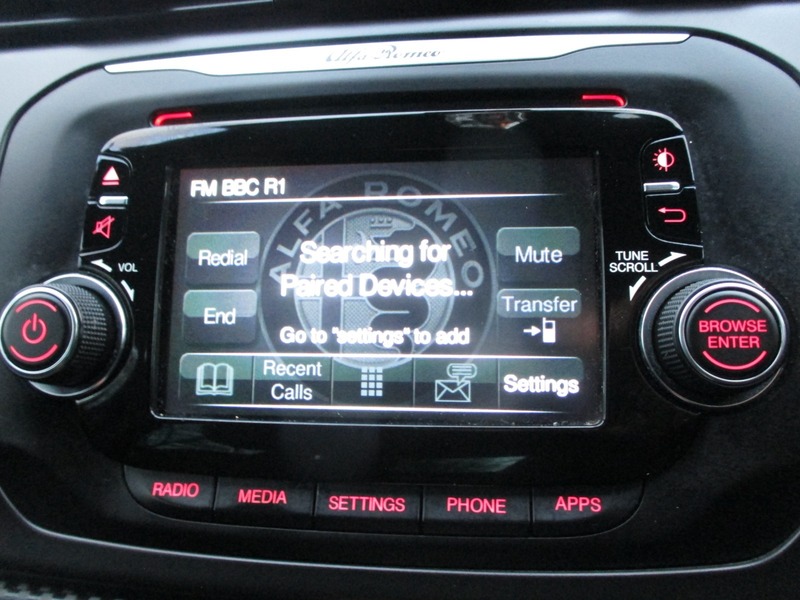 Alfa Romeo
FM BBC R1
ALFA ROMEO
Redial
Searching for
Paired Devices...
Mute
End
Transfer
Go to "settings" to add
Recent
Calls
Settings
VOL
TUNE
SCROLL
BROWSE
ENTER
RADIO
MEDIA
SETTINGS
PHONE
APPS